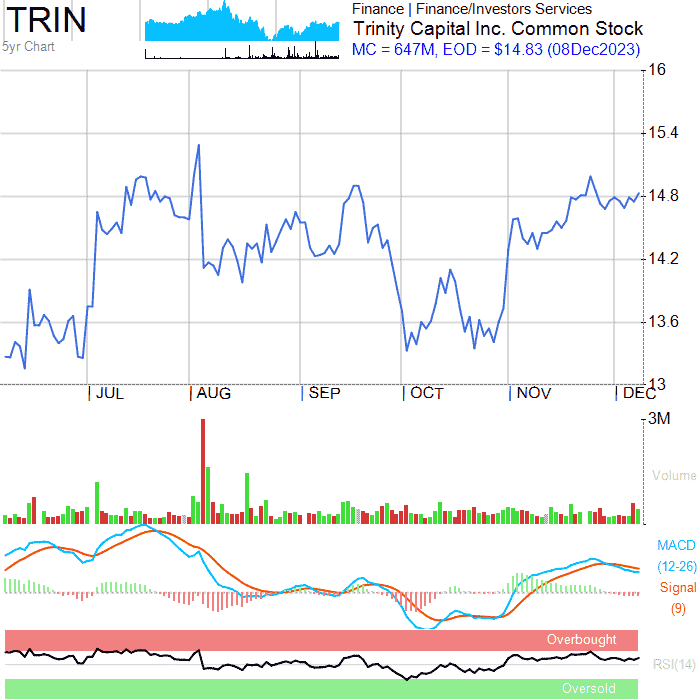 TRIN
5yr Chart
Finance | Finance/Investors Services
Trinity Capital Inc. Common Stock
MC = 647M, EOD = $14.83 (08Dec2023)
16
15.4
14.8
14.2
13.6
13
JUL AUG SEP OCT NOV DEC
3M
Volume
MACD
(12-26)
Signal
(9)
Overbought
RSI(14)
Oversold